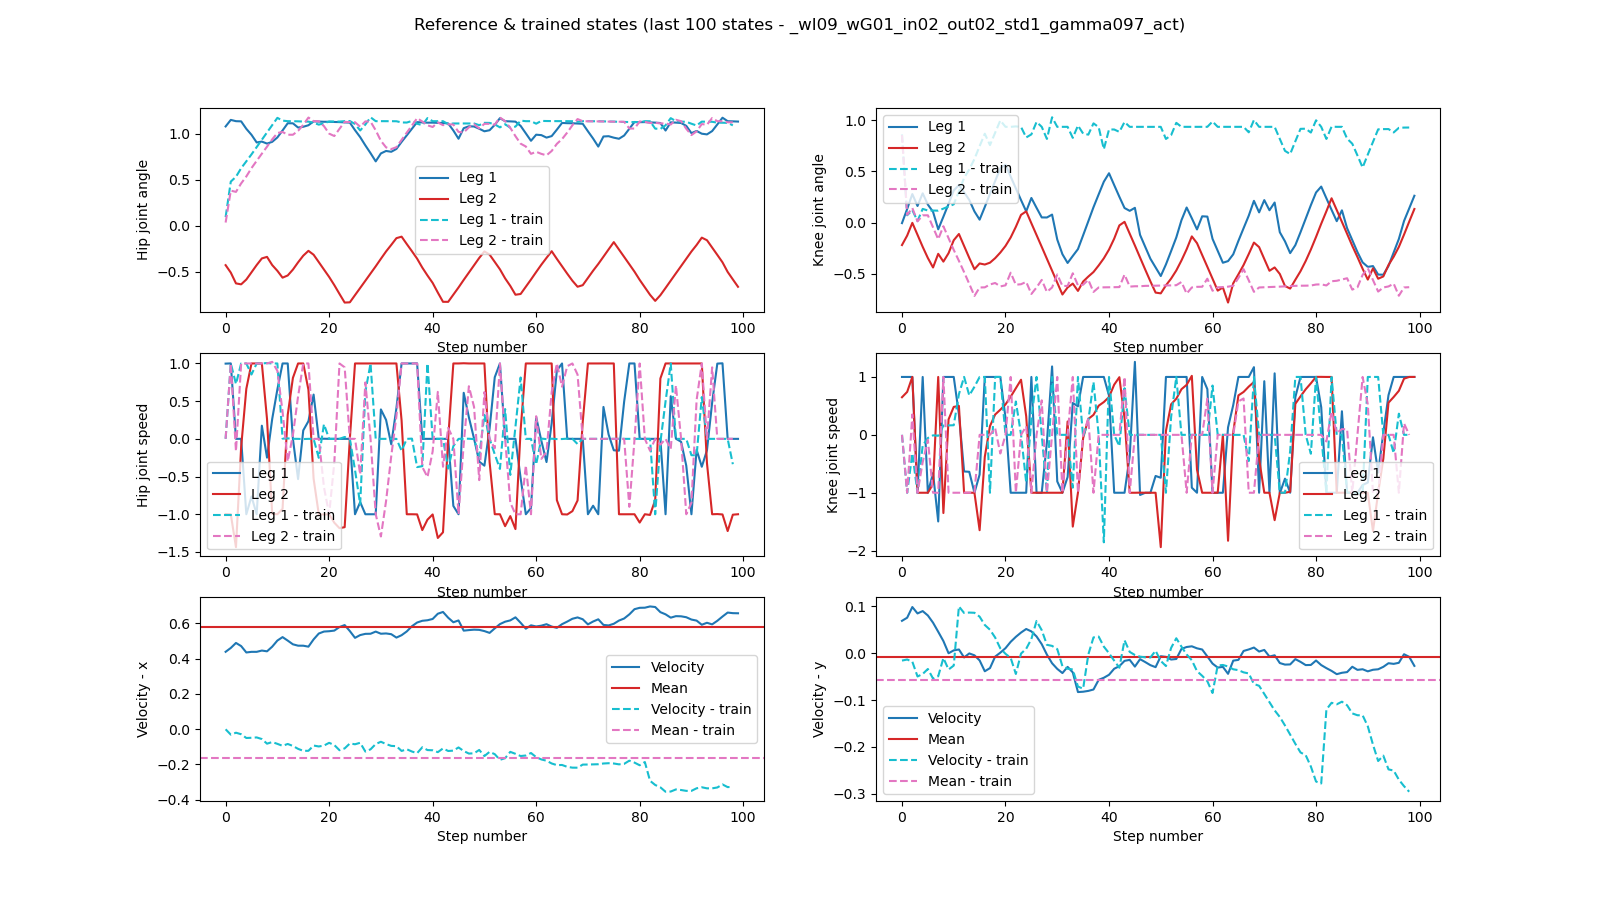 Reference & trained states (last 100 states - _wI09_wG01_in02_out02_std1_gamma097_act)
Hip joint angle
1.0
0.5
0.0
−0.5
Leg 1
Leg 2
Leg 1 - train
Leg 2 - train
0 20 40 60 80 100
Step number
Knee joint angle
1.0
0.5
0.0
−0.5
Leg 1
Leg 2
Leg 1 - train
Leg 2 - train
0 20 40 60 80 100
Step number
Hip joint speed
1.0
0.5
0.0
−0.5
−1.0
−1.5
Leg 1
Leg 2
Leg 1 - train
Leg 2 - train
0 20 40 60 80 100
Step number
Knee joint speed
1
0
−1
−2
Leg 1
Leg 2
Leg 1 - train
Leg 2 - train
0 20 40 60 80 100
Step number
Velocity - x
0.6
0.4
0.2
0.0
−0.2
−0.4
Velocity
Mean
Velocity - train
Mean - train
0 20 40 60 80 100
Step number
Velocity - y
0.1
0.0
−0.1
−0.2
−0.3
Velocity
Mean
Velocity - train
Mean - train
0 20 40 60 80 100
Step number